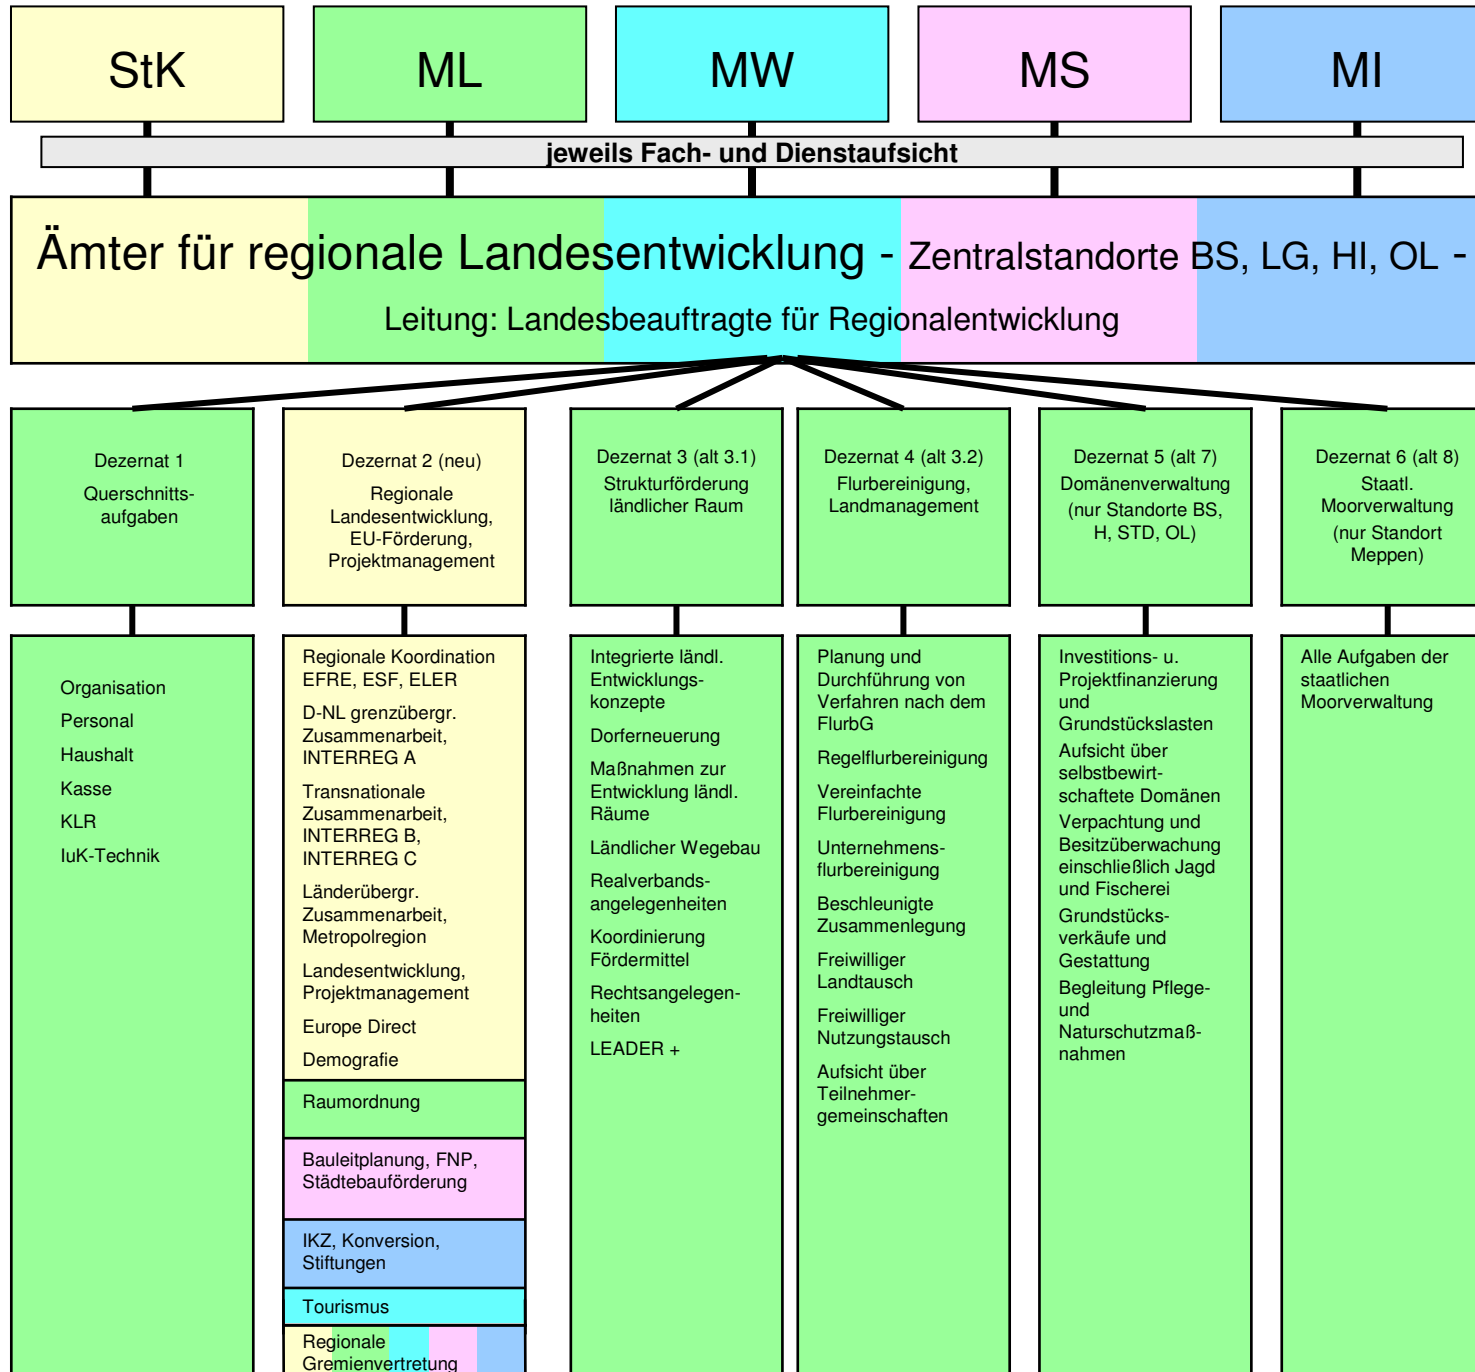 StK
ML
MW
MS
MI
jeweils Fach- und Dienstaufsicht
Ämter für regionale Landesentwicklung - Zentralstandorte BS, LG, HI, OL -
Leitung: Landesbeauftragte für Regionalentwicklung
Dezernat 1
Querschnitts-
aufgaben
Dezernat 2 (neu)
Regionale
Landesentwicklung,
EU-Förderung,
Projektmanagement
Dezernat 3 (alt 3.1)
Strukturförderung
ländlicher Raum
Dezernat 4 (alt 3.2)
Flurbereinigung,
Landmanagement
Dezernat 5 (alt 7)
Domänenverwaltung
(nur Standorte BS,
H, STD, OL)
Dezernat 6 (alt 8)
Staatl.
Moorverwaltung
(nur Standort
Meppen)
Organisation
Personal
Haushalt
Kasse
KLR
IuK-Technik
Regionale Koordination
EFRE, ESF, ELER
D-NL grenzübergr.
Zusammenarbeit,
INTERREG A
Transnationale
Zusammenarbeit,
INTERREG B,
INTERREG C
Länderübergr.
Zusammenarbeit,
Metropolregion
Landesentwicklung,
Projektmanagement
Europe Direct
Demografie
Raumordnung
Bauleitplanung, FNP,
Städtebauförderung
IKZ, Konversion,
Stiftungen
Tourismus
Regionale
Gremienvertretung
Integrierte ländl.
Entwicklungs-
konzepte
Dorferneuerung
Maßnahmen zur
Entwicklung ländl.
Räume
Ländlicher Wegebau
Realverbands-
angelegenheiten
Koordinierung
Fördermittel
Rechtsangelegen-
heiten
LEADER +
Planung und
Durchführung von
Verfahren nach dem
FlurbG
Regelflurbereinigung
Vereinfachte
Flurbereinigung
Unternehmens-
flurbereinigung
Beschleunigte
Zusammenlegung
Freiwilliger
Landtausch
Freiwilliger
Nutzungstausch
Aufsicht über
Teilnehmer-
gemeinschaften
Investitions- u.
Projektfinanzierung
und
Grundstückslasten
Aufsicht über
selbstbewirt-
schaftete Domänen
Verpachtung und
Besitzüberwachung
einschließlich Jagd
und Fischerei
Grundstücks-
verkäufe und
Gestattung
Begleitung Pflege-
und
Naturschutzmaß-
nahmen
Alle Aufgaben der
staatlichen
Moorverwaltung